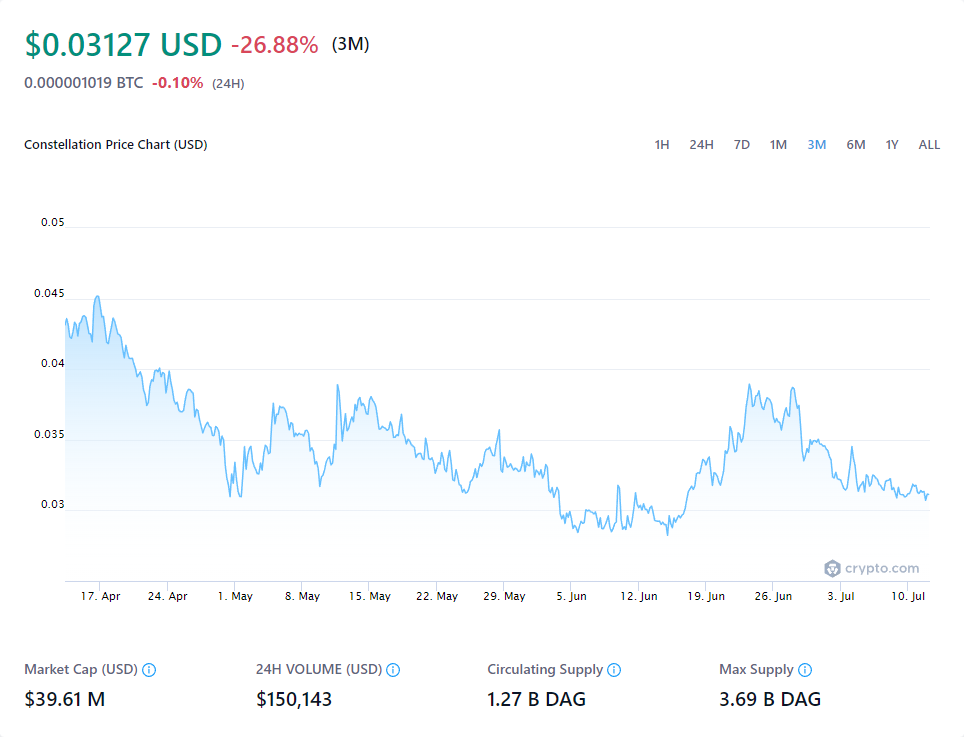 $0.03127 USD -26.88% (3M)
0.000001019 BTC -0.10% (24H)
Constellation Price Chart (USD) 1H 24H 7D 1M 3M 6M 1Y ALL
0.05
0.045
0.04
0.035
0.03
crypto.com
17. Apr 24. Apr 1. May 8. May 15. May 22. May 29. May 5. Jun 12. Jun 19. Jun 26. Jun 3. Jul 10. Jul
Market Cap (USD) 24H VOLUME (USD) Circulating Supply Max Supply
$39.61 M $150,143 1.27 B DAG 3.69 B DAG